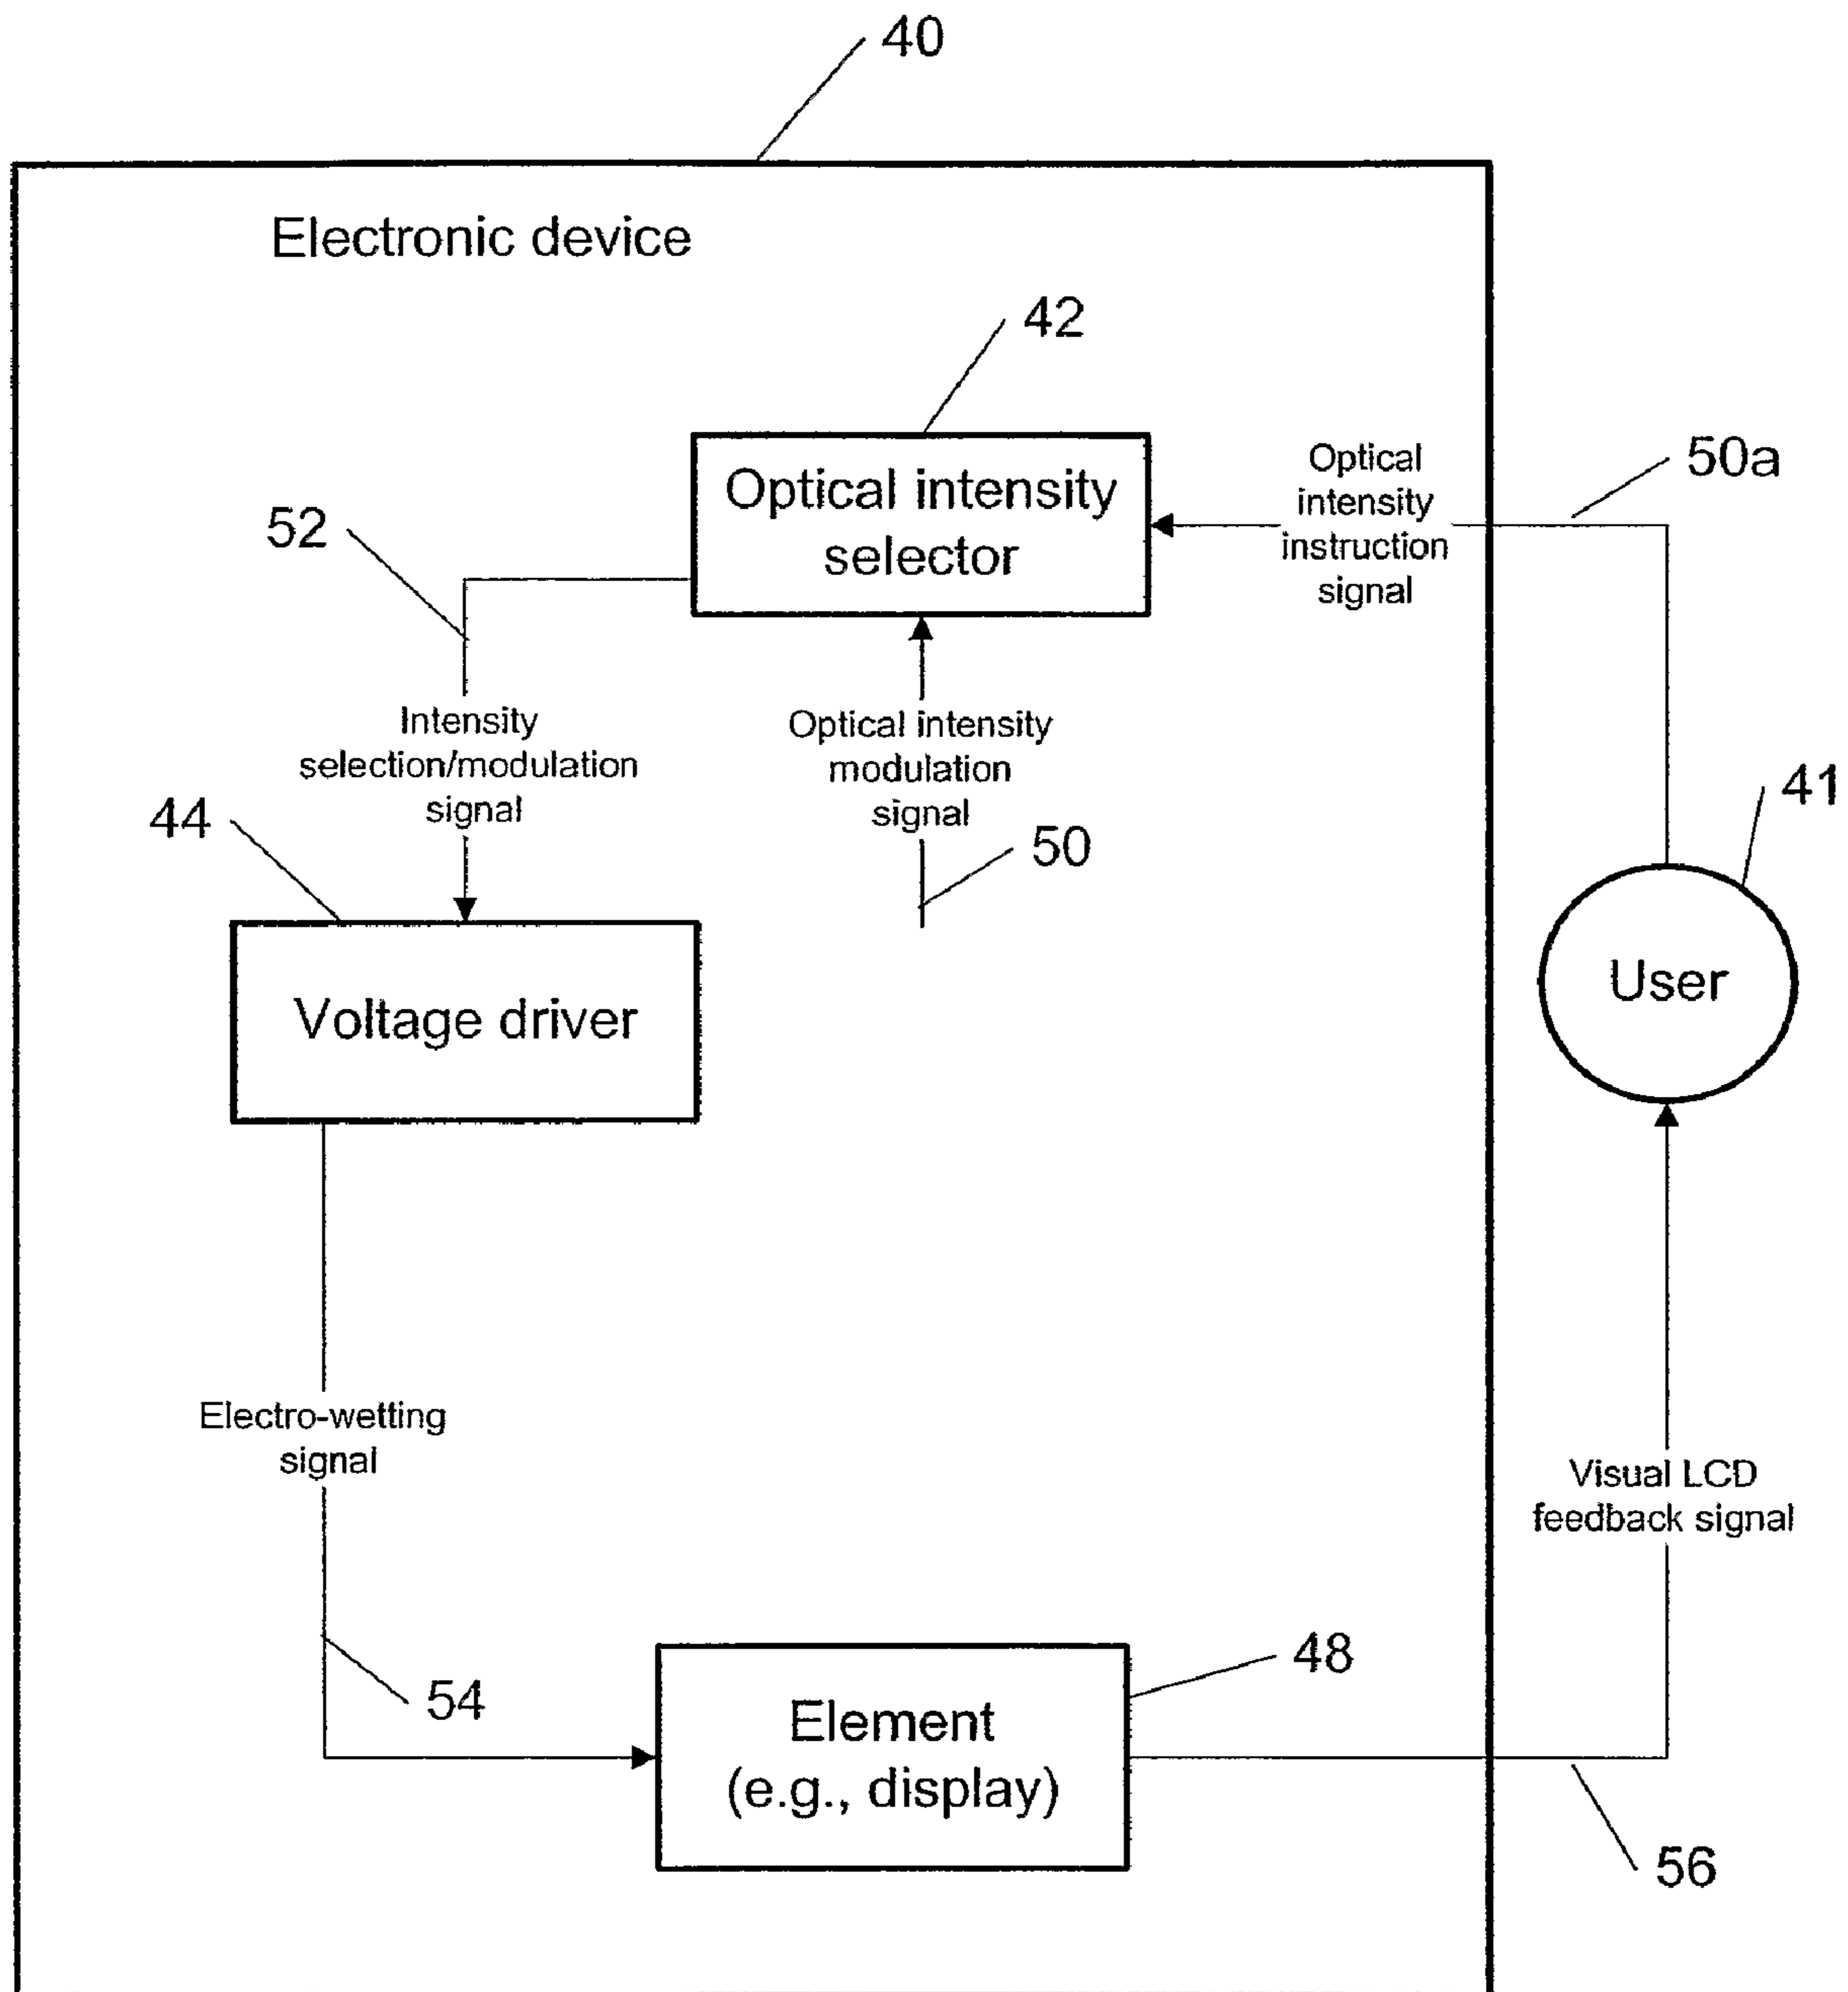 40
Electronic device
42
Optical intensity
selector
Optical
intensity
instruction
signal
50a
52
Intensity
selection/modulation
signal
Optical intensity
modulation
signal
50
44
Voltage driver
41
User
Electro-wetting
signal
54
Visual LCD
feedback signal
48
Element
(e.g., display)
56